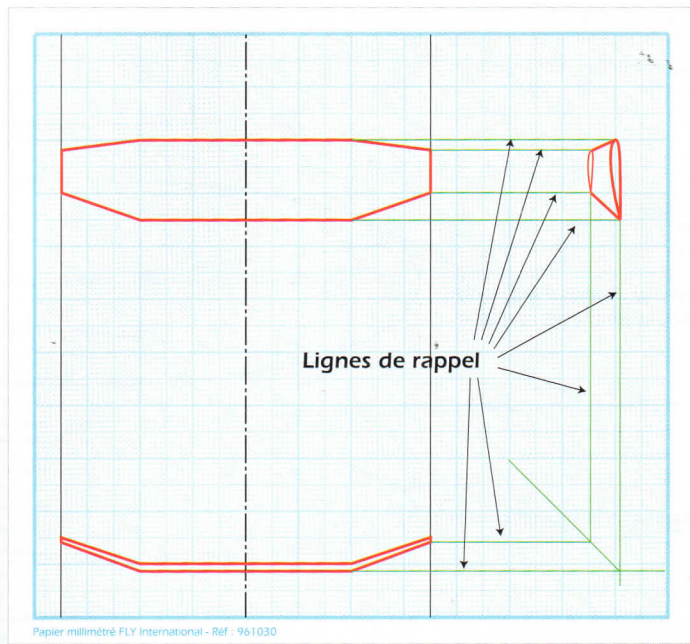 Lignes de rappel
Papier millimétré FLY International - Réf : 961030